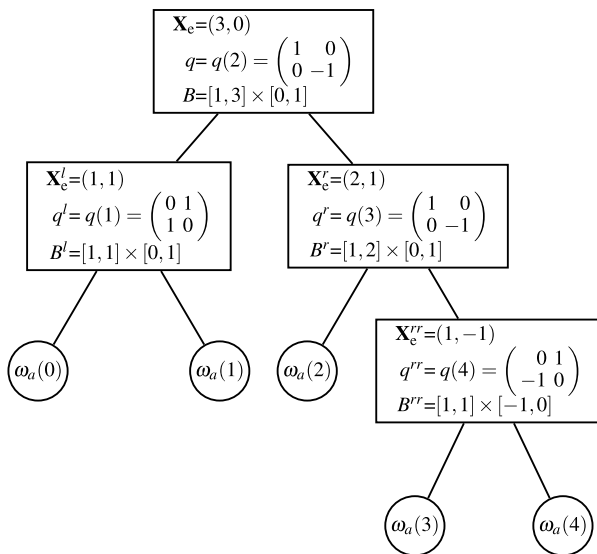 X_e=(3,0)
q=q(2)=(1 0
0 −1)
B=[1,3]×[0,1]
X_e^l=(1,1)
q^l=q(1)=(0 1
1 0)
B^l=[1,1]×[0,1]
X_e^r=(2,1)
q^r=q(3)=(1 0
0 −1)
B^r=[1,2]×[0,1]
ω_a(0)
ω_a(1)
ω_a(2)
X_e^{rr}=(1,−1)
q^{rr}=q(4)=(0 1
−1 0)
B^{rr}=[1,1]×[−1,0]
ω_a(3)
ω_a(4)